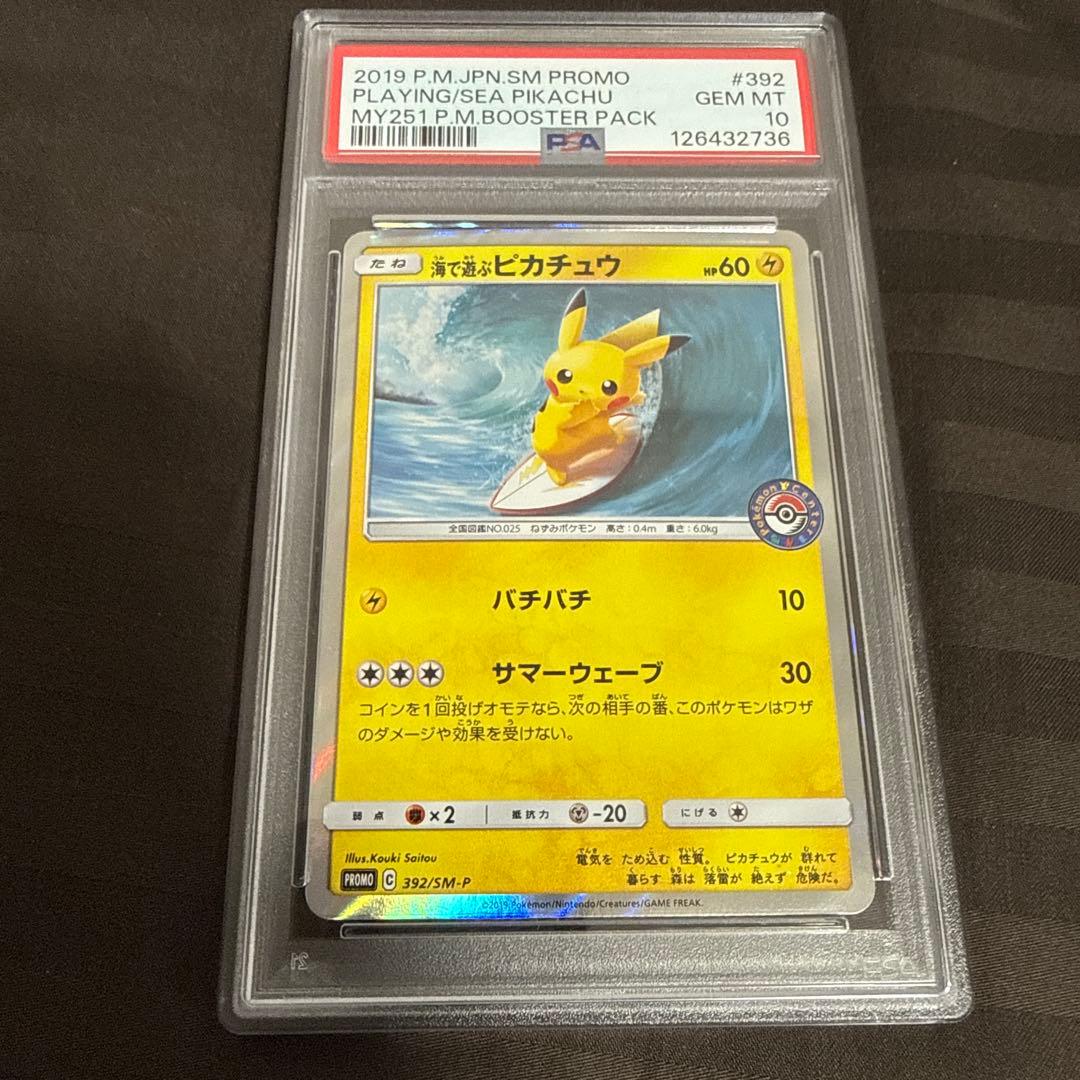 2019 P.M.JPN.SM PROMO #392
PLAYING/SEA PIKACHU GEM MT
MY251 P.M.BOOSTER PACK 10
PSA 126432736
たね 海で遊ぶピカチュウ HP60
全国図鑑NO.025 ねずみポケモン 高さ:0.4m 重さ:6.0kg
Pokémon Centers
バチバチ 10
サマーウェーブ 30
コインを1回投げオモテなら、次の相手の番、このポケモンはワザ
のダメージや効果を受けない。
弱点 ×2 抵抗力 -20 にげる
Illus.Kouki Saitou
電気を ため込む 性質。 ピカチュウが 群れて
暮らす 森は 落雷が 絶えず 危険だ。
PROMO C 392/SM-P
©2019 Pokémon/Nintendo/Creatures/GAME FREAK.